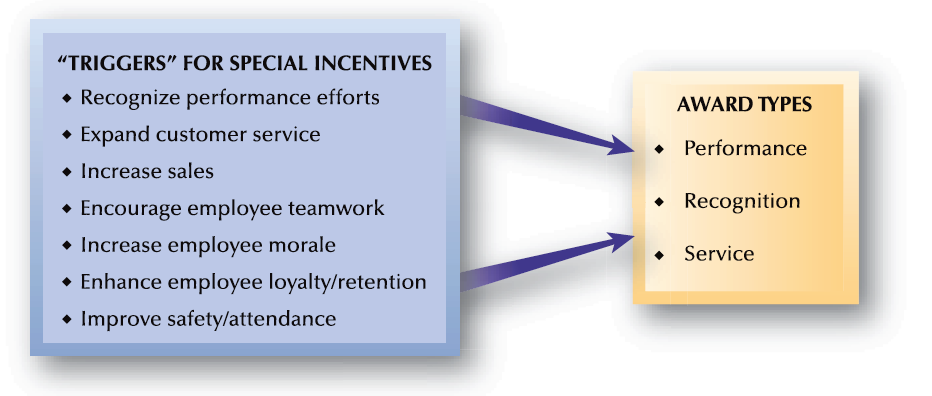 “TRIGGERS” FOR SPECIAL INCENTIVES
◆ Recognize performance efforts
◆ Expand customer service
◆ Increase sales
◆ Encourage employee teamwork
◆ Increase employee morale
◆ Enhance employee loyalty/retention
◆ Improve safety/attendance
AWARD TYPES
◆ Performance
◆ Recognition
◆ Service